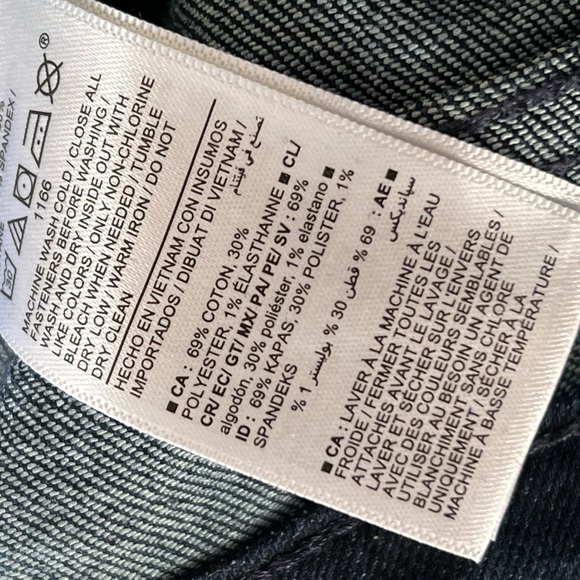 SPANDEX /
30
®
1166
MACHINE WASH COLD / CLOSE ALL
FASTENERS BEFORE WASHING /
WASH AND DRY INSIDE OUT WITH
LIKE COLORS / ONLY NON-CHLORINE
BLEACH WHEN NEEDED / TUMBLE
DRY LOW / WARM IRON / DO NOT
DRY CLEAN
HECHO EN VIETNAM CON INSUMOS
IMPORTADOS / DIBUAT DI VIETNAM /
تصنع في فيتنام
■ CA : 69% COTON, 30%
POLYESTER, 1% ÉLASTHANNE ■ CL/
CR/ EC/ GT/ MX/ PA/ PE/ SV : 69%
algodón, 30% poliéster, 1% elastano ■
ID : 69% KAPAS, 30% POLISTER, 1%
SPANDEKS
■ AE : 69 % قطن 30 % بوليستر 1 %
سبانديكس
■ CA : LAVER À LA MACHINE À L'EAU
FROIDE / FERMER TOUTES LES
ATTACHES AVANT LE LAVAGE /
LAVER ET SÉCHER SUR L'ENVERS
AVEC DES COULEURS SEMBLABLES /
UTILISER AU BESOIN UN AGENT DE
BLANCHIMENT SANS CHLORE
UNIQUEMENT / SÉCHER À LA
MACHINE À BASSE TEMPÉRATURE /